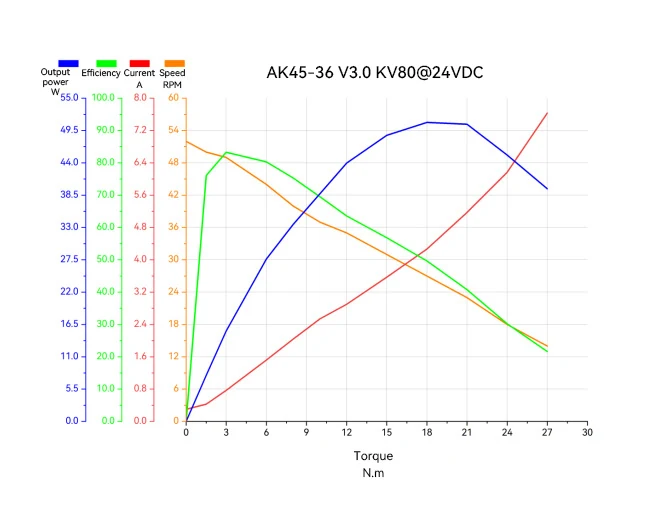 AK45-36 V3.0 KV80@24VDC
Output power W
Efficiency
Current A
Speed RPM
55.0 100.0 8.0 60
49.5 90.0 7.2 54
44.0 80.0 6.4 48
38.5 70.0 5.6 42
33.0 60.0 4.8 36
27.5 50.0 4.0 30
22.0 40.0 3.2 24
16.5 30.0 2.4 18
11.0 20.0 1.6 12
5.5 10.0 0.8 6
0.0 0.0 0.0 0
0 3 6 9 12 15 18 21 24 27 30
Torque
N.m